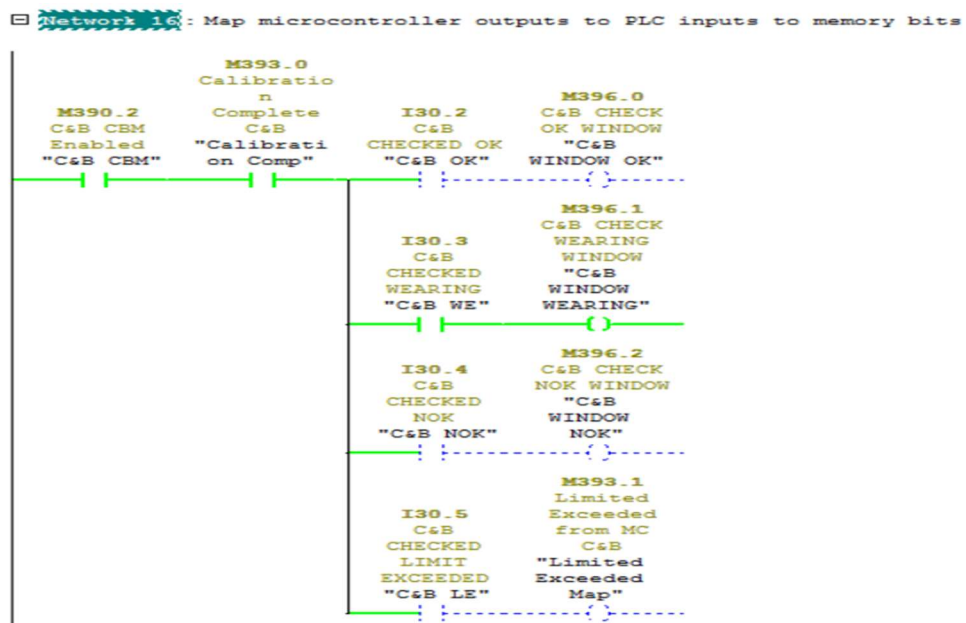 Network 16: Map microcontroller outputs to PLC inputs to memory bits
M390.2
C&B CBM
Enabled
"C&B CBM"
M393.0
Calibratio
n
Complete
C&B
"Calibrati
on Comp"
I30.2
C&B
CHECKED OK
"C&B OK"
M396.0
C&B CHECK
OK WINDOW
"C&B
WINDOW OK"
I30.3
C&B
CHECKED
WEARING
"C&B WE"
M396.1
C&B CHECK
WEARING
WINDOW
"C&B
WINDOW
WEARING"
I30.4
C&B
CHECKED
NOK
"C&B NOK"
M396.2
C&B CHECK
NOK WINDOW
"C&B
WINDOW
NOK"
I30.5
C&B
CHECKED
LIMIT
EXCEEDED
"C&B LE"
M393.1
Limited
Exceeded
from MC
C&B
"Limited
Exceeded
Map"